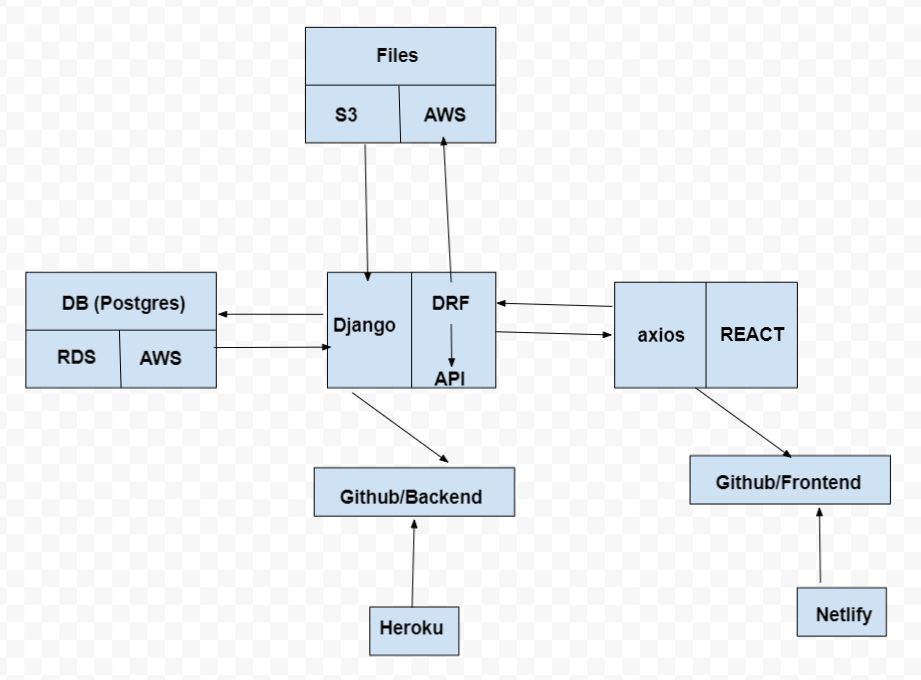 Files
S3
AWS
DB (Postgres)
RDS
AWS
Django
DRF
API
axios
REACT
Github/Backend
Github/Frontend
Heroku
Netlify